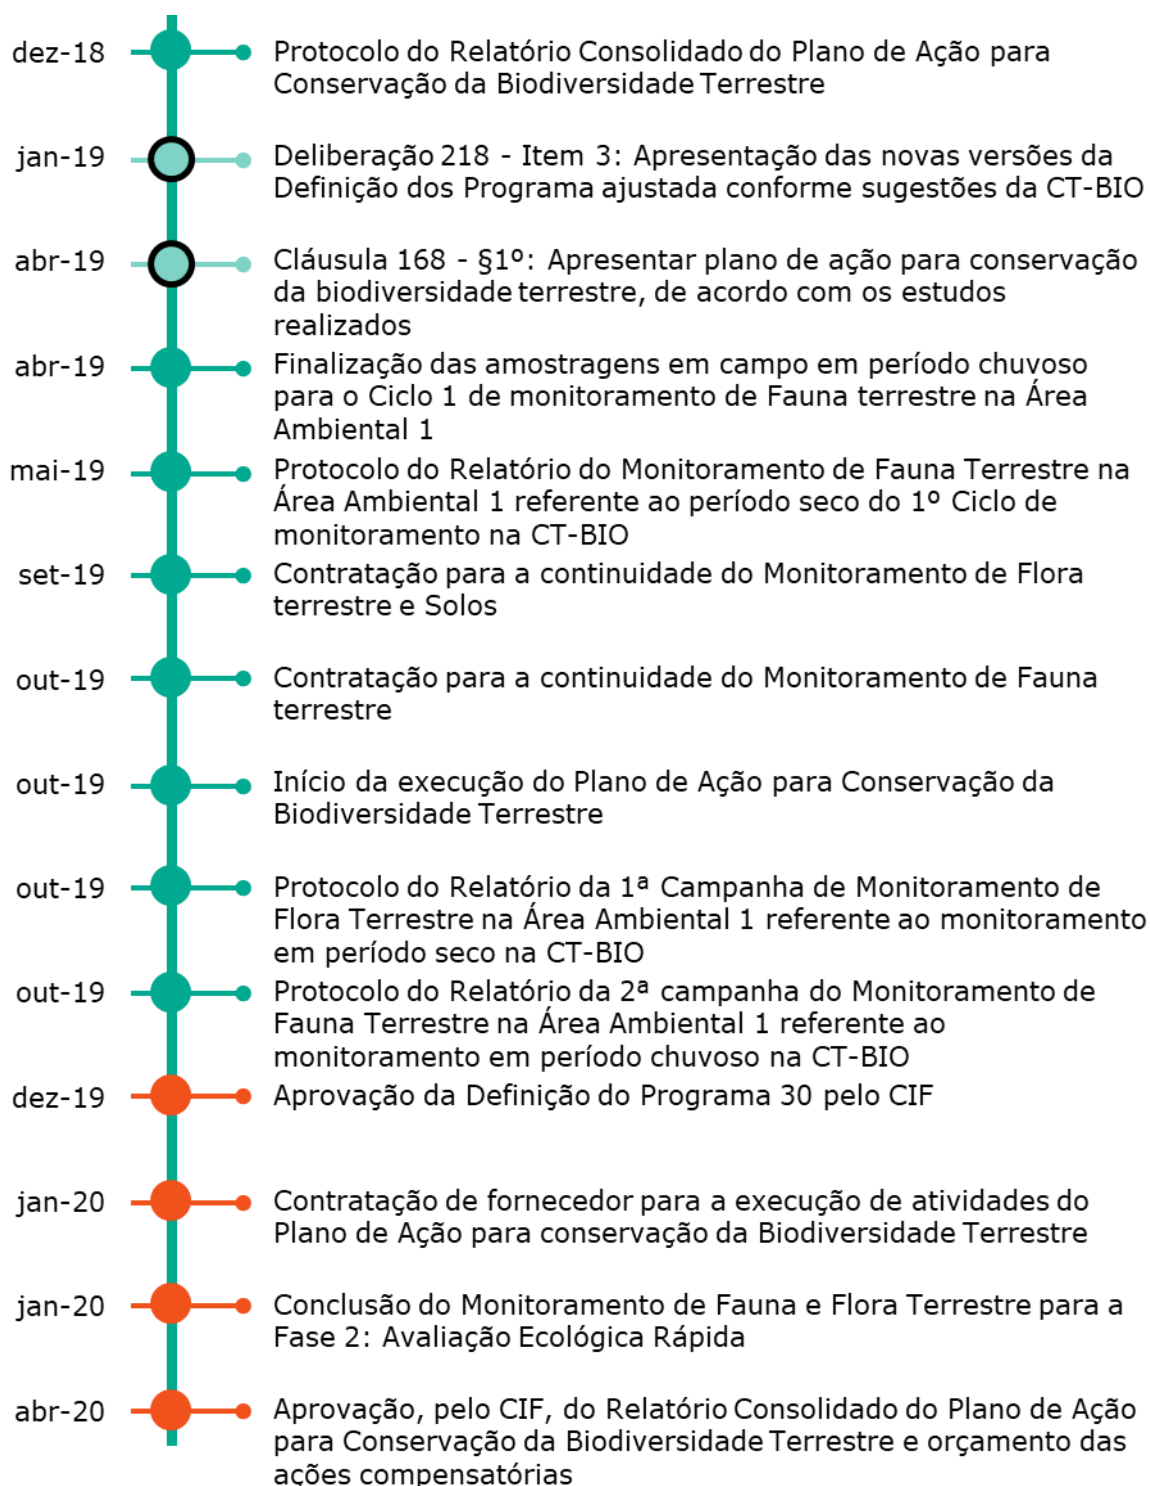 dez-18
Protocolo do Relatório Consolidado do Plano de Ação para
Conservação da Biodiversidade Terrestre
jan-19
Deliberação 218 - Item 3: Apresentação das novas versões da
Definição dos Programa ajustada conforme sugestões da CT-BIO
abr-19
Cláusula 168 - §1º: Apresentar plano de ação para conservação
da biodiversidade terrestre, de acordo com os estudos
realizados
abr-19
Finalização das amostragens em campo em período chuvoso
para o Ciclo 1 de monitoramento de Fauna terrestre na Área
Ambiental 1
mai-19
Protocolo do Relatório do Monitoramento de Fauna Terrestre na
Área Ambiental 1 referente ao período seco do 1º Ciclo de
monitoramento na CT-BIO
set-19
Contratação para a continuidade do Monitoramento de Flora
terrestre e Solos
out-19
Contratação para a continuidade do Monitoramento de Fauna
terrestre
out-19
Início da execução do Plano de Ação para Conservação da
Biodiversidade Terrestre
out-19
Protocolo do Relatório da 1ª Campanha de Monitoramento de
Flora Terrestre na Área Ambiental 1 referente ao monitoramento
em período seco na CT-BIO
out-19
Protocolo do Relatório da 2ª campanha do Monitoramento de
Fauna Terrestre na Área Ambiental 1 referente ao
monitoramento em período chuvoso na CT-BIO
dez-19
Aprovação da Definição do Programa 30 pelo CIF
jan-20
Contratação de fornecedor para a execução de atividades do
Plano de Ação para conservação da Biodiversidade Terrestre
jan-20
Conclusão do Monitoramento de Fauna e Flora Terrestre para a
Fase 2: Avaliação Ecológica Rápida
abr-20
Aprovação, pelo CIF, do Relatório Consolidado do Plano de Ação
para Conservação da Biodiversidade Terrestre e orçamento das
ações compensatórias